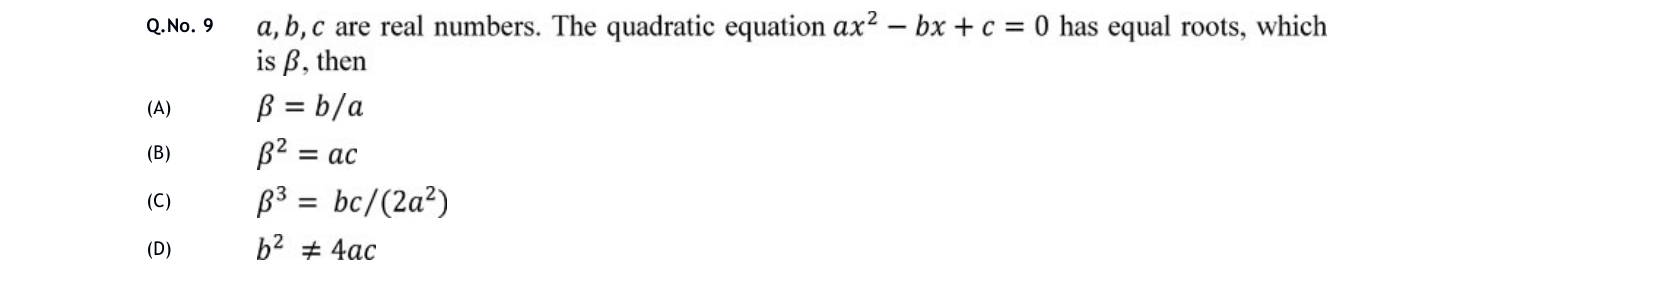 Q.No. 9 a, b, c are real numbers. The quadratic equation ax² − bx + c = 0 has equal roots, which
is β, then
(A) β = b/a
(B) β² = ac
(C) β³ = bc/(2a²)
(D) b² ≠ 4ac